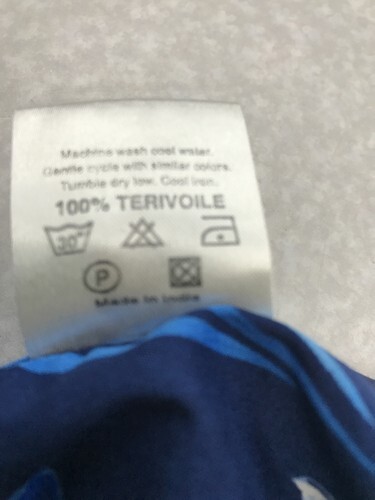 Machine wash cool water.
Gentle cycle with similar colors.
Tumble dry low. Cool iron.
100% TERIVOILE
30°
P
Made in India